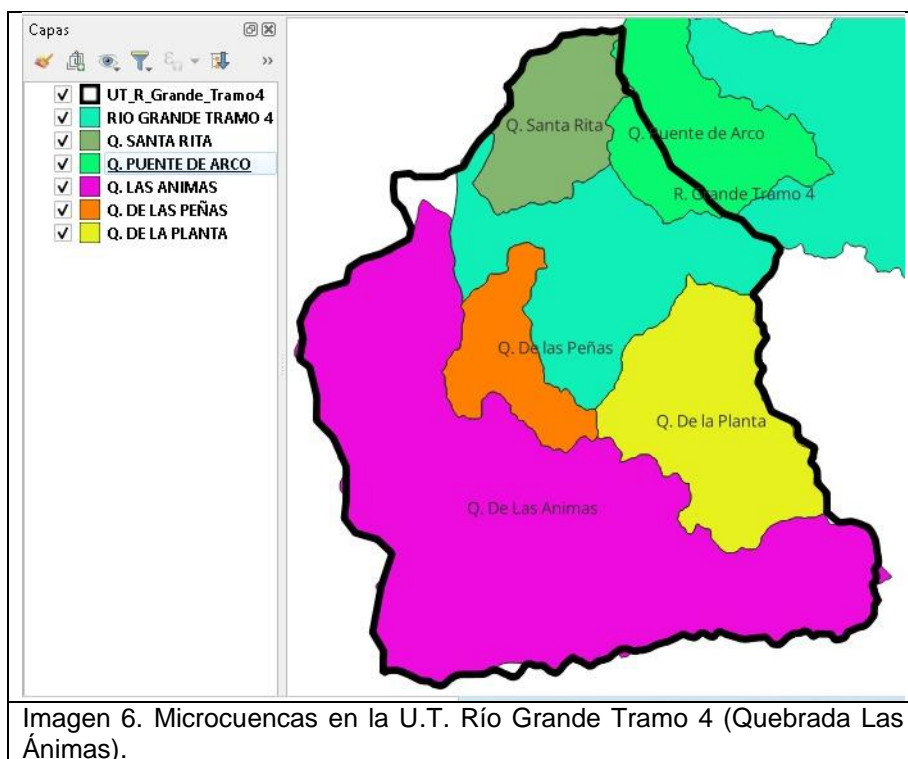 Capas
»
UT_R_Grande_Tramo4
RIO GRANDE TRAMO 4
Q. SANTA RITA
Q. PUENTE DE ARCO
Q. LAS ANIMAS
Q. DE LAS PEÑAS
Q. DE LA PLANTA
Q. Santa Rita
Q. Puente de Arco
R. Grande Tramo 4
Q. De las Peñas
Q. De la Planta
Q. De Las Animas
Imagen 6. Microcuencas en la U.T. Río Grande Tramo 4 (Quebrada Las
Ánimas).